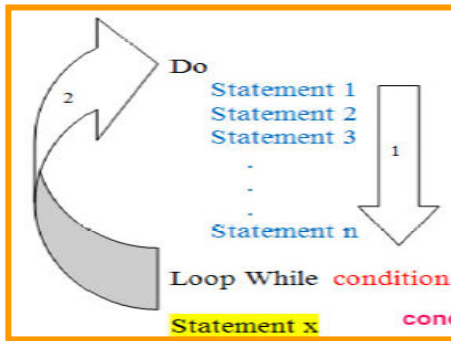 Do
2
Statement 1
Statement 2
Statement 3
1
.
.
.
Statement n
Loop While condition
Statement x